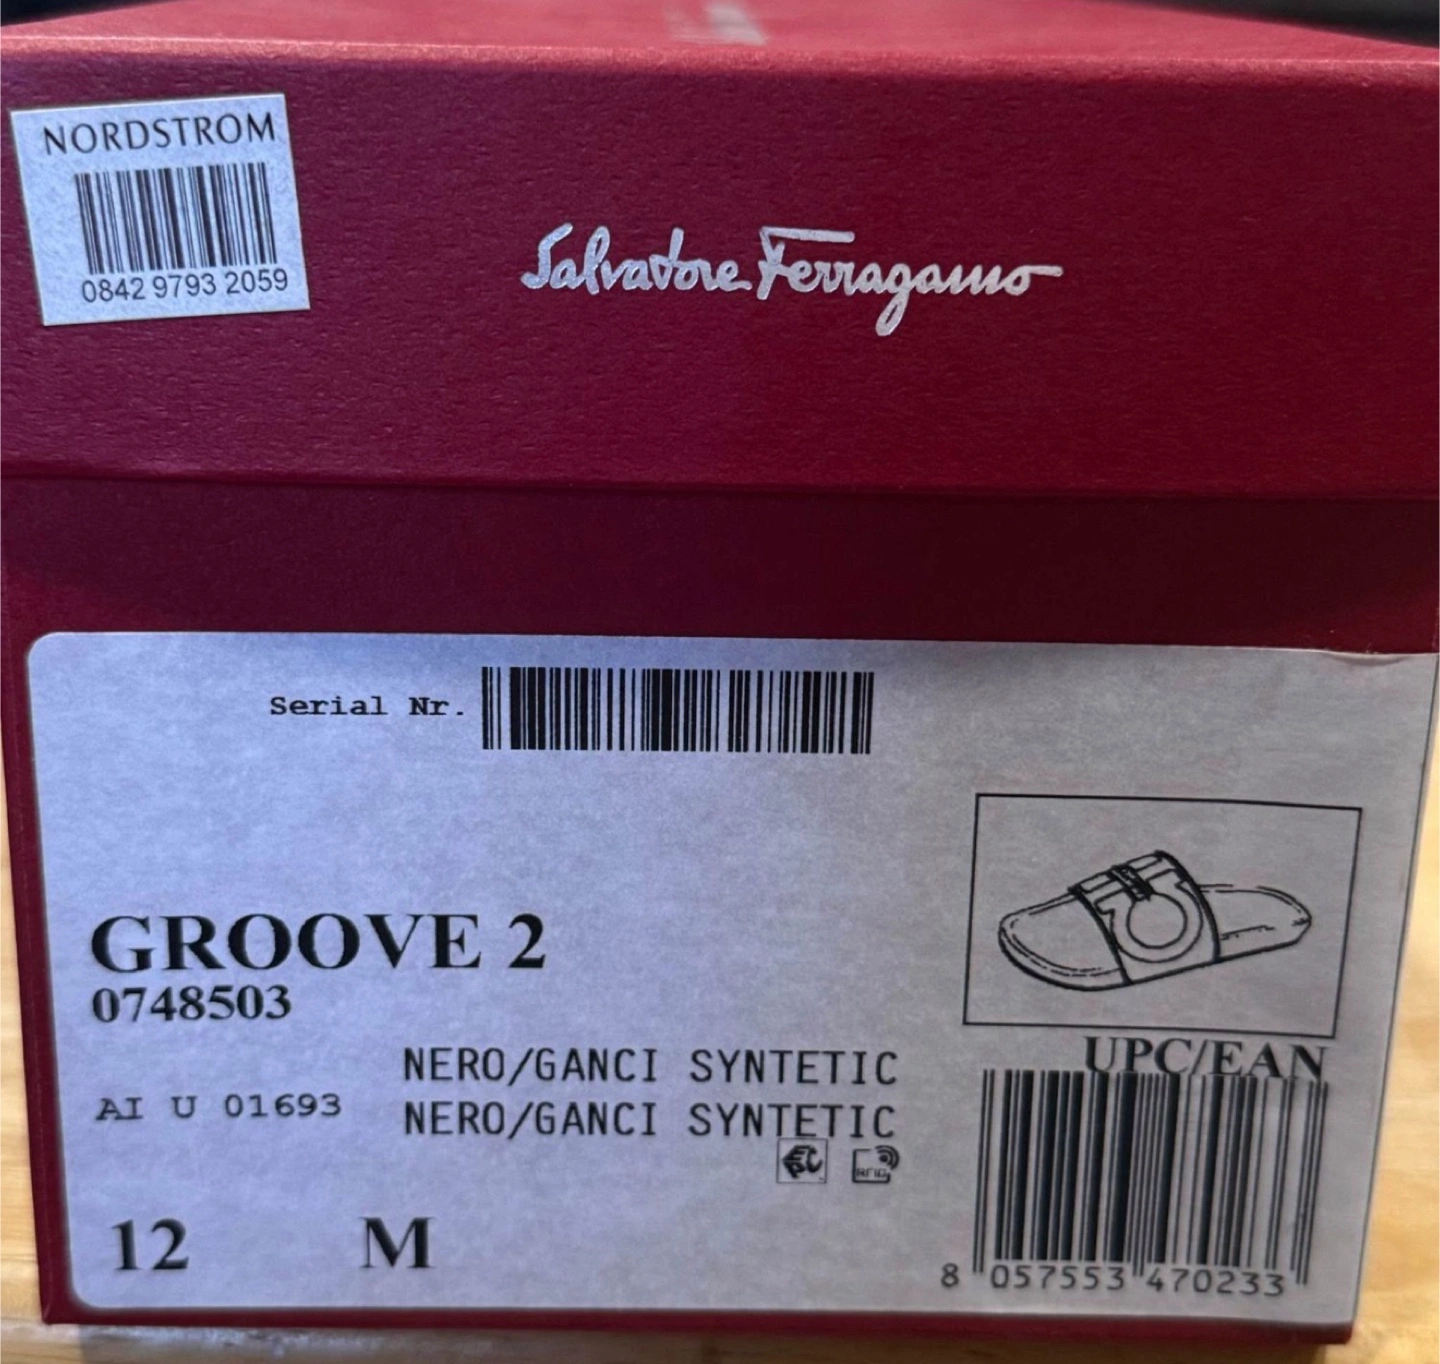 NORDSTROM
0842 9793 2059
Salvatore Ferragamo
Serial Nr.
GROOVE 2
0748503
NERO/GANCI SYNTETIC
AI U 01693
NERO/GANCI SYNTETIC
RFID
12 M
UPC/EAN
8 057553 470233